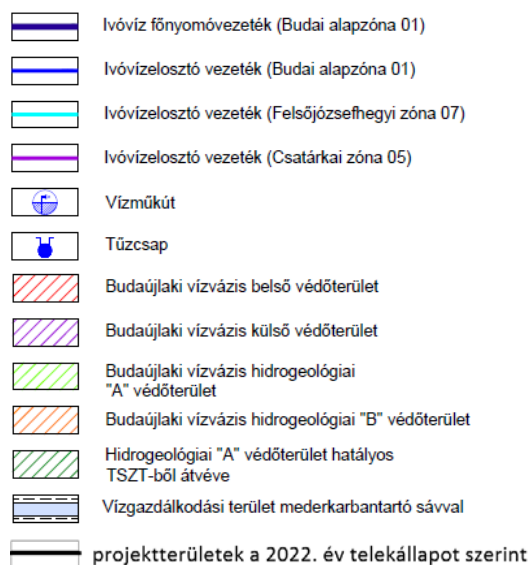 Ivóvíz főnyomóvezeték (Budai alapzóna 01)
Ivóvízelosztó vezeték (Budai alapzóna 01)
Ivóvízelosztó vezeték (Felsőjózsefhegyi zóna 07)
Ivóvízelosztó vezeték (Csatárkai zóna 05)
Vízműkút
Tűzcsap
Budaújlaki vízvázis belső védőterület
Budaújlaki vízvázis külső védőterület
Budaújlaki vízvázis hidrogeológiai
"A" védőterület
Budaújlaki vízvázis hidrogeológiai "B" védőterület
Hidrogeológiai "A" védőterület hatályos
TSZT-ből átvéve
Vízgazdálkodási terület mederkarbantartó sávval
projektterületek a 2022. év telekállapot szerint